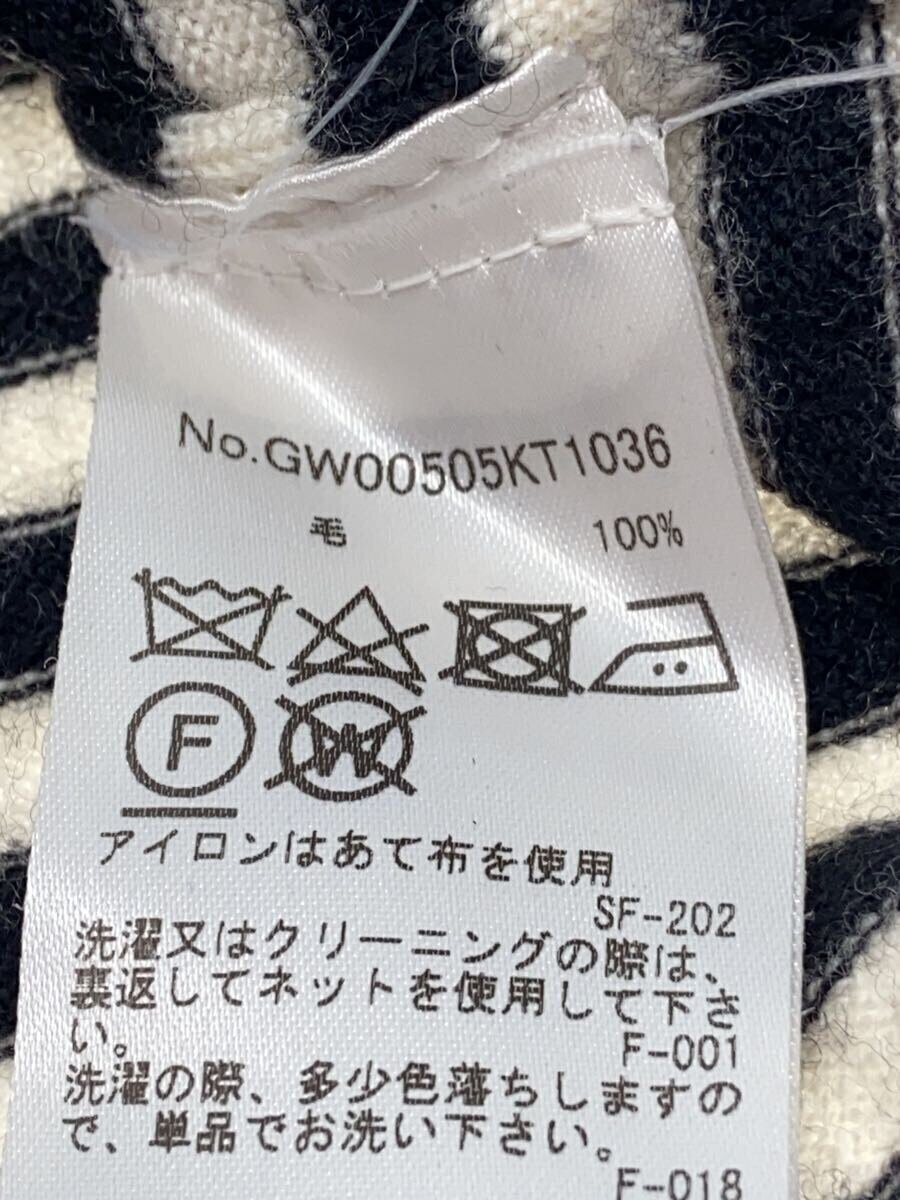 No.GW00505KT1036
毛 100%
F W
アイロンはあて布を使用
SF-202
洗濯又はクリーニングの際は、
裏返してネットを使用して下さ
い。
F-001
洗濯の際、多少色落ちしますの
で、単品でお洗い下さい。
F-018